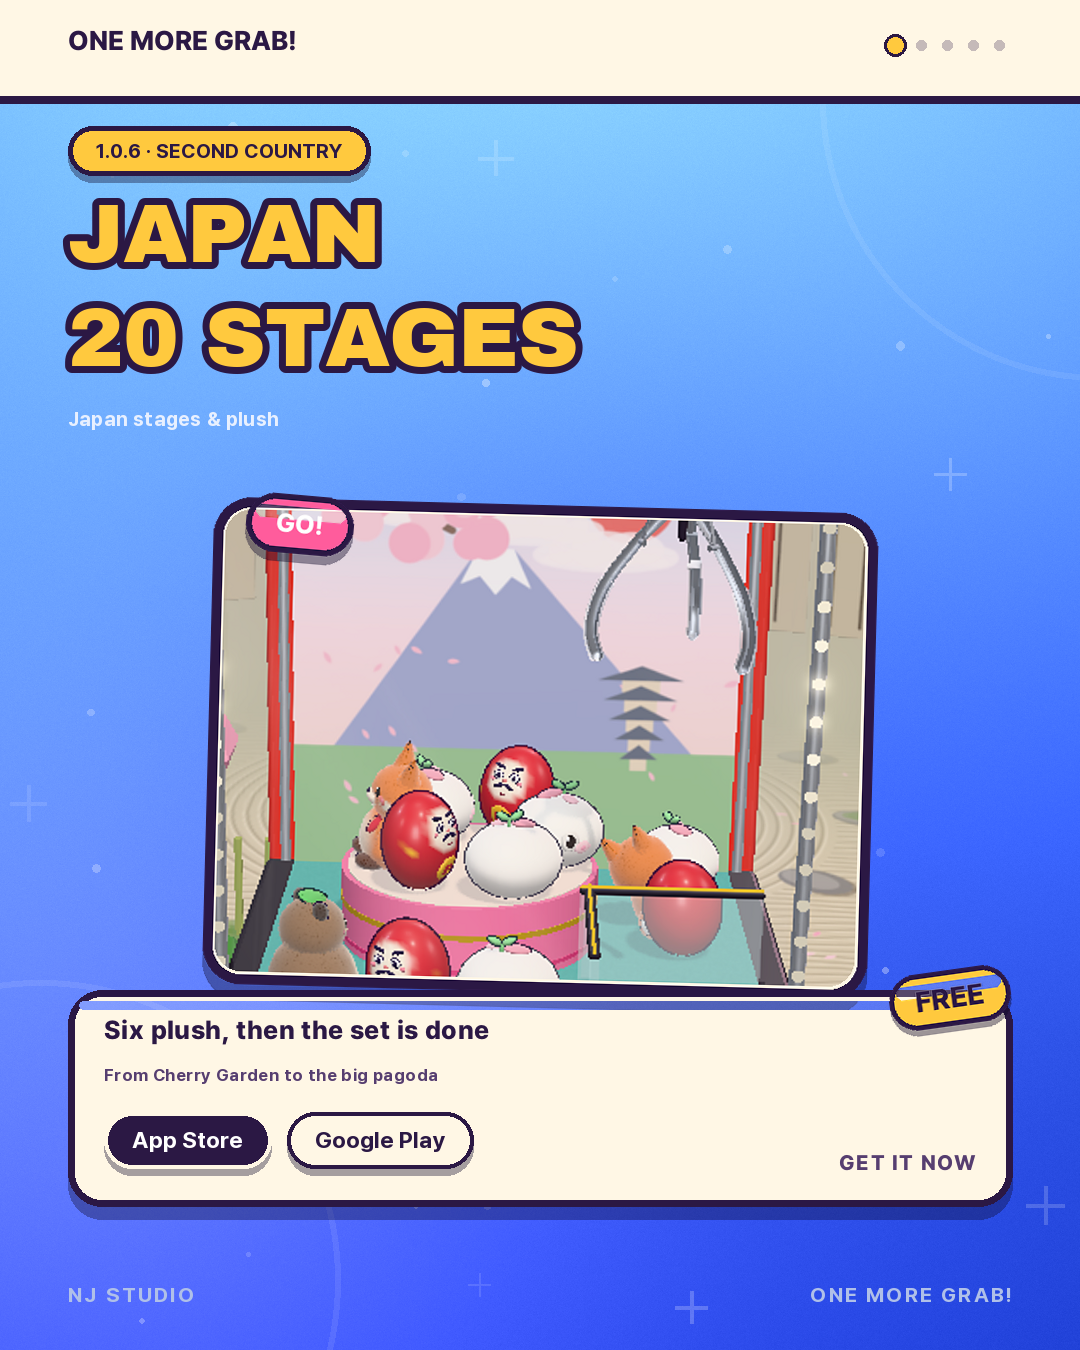 ONE MORE GRAB!
1.0.6 · SECOND COUNTRY
JAPAN
20 STAGES
Japan stages & plush
GO!
FREE
Six plush, then the set is done
From Cherry Garden to the big pagoda
App Store
Google Play
GET IT NOW
NJ STUDIO
ONE MORE GRAB!